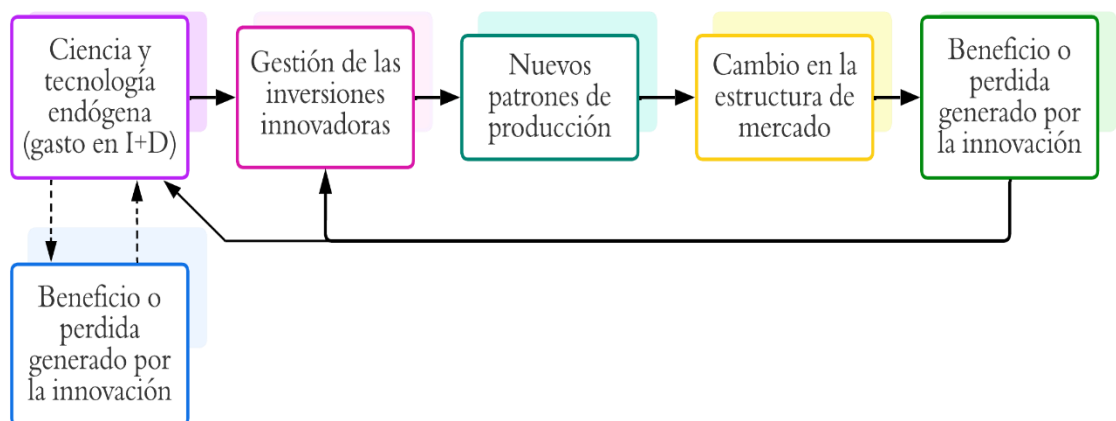 Ciencia y
tecnología
endógena
(gasto en I+D)
Gestión de las
inversiones
innovadoras
Nuevos
patrones de
producción
Cambio en la
estructura de
mercado
Beneficio o
perdida
generado por
la innovación
Beneficio o
perdida
generado por
la innovación